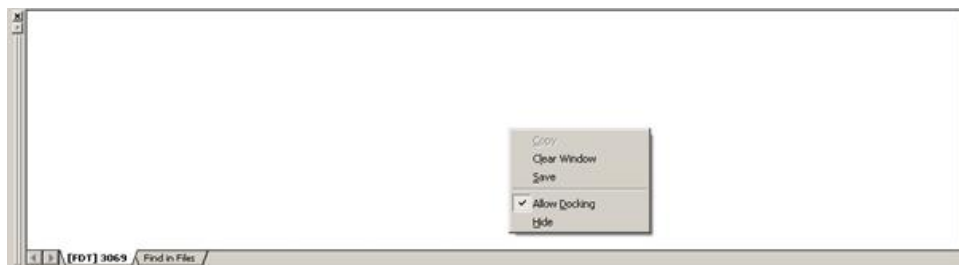 Copy
Clear Window
Save
Allow Docking
Hide
[FDT] 3069 Find in Files